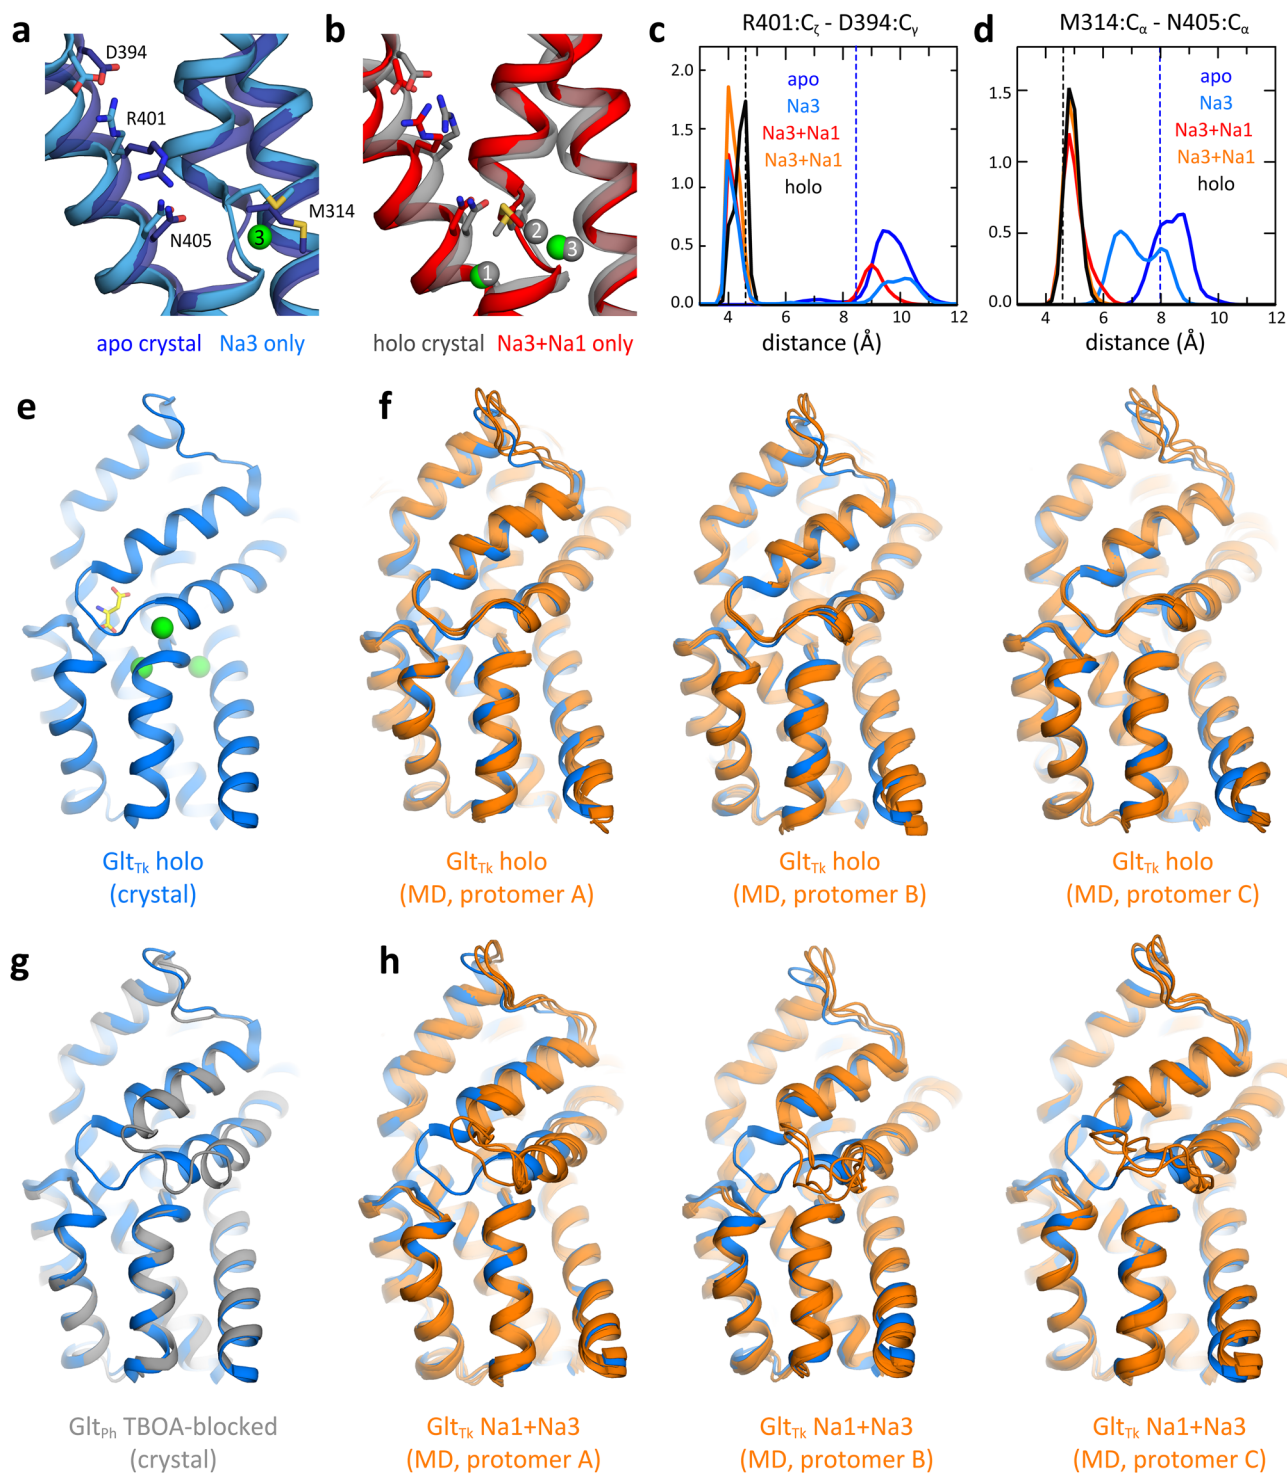 a
D394
R401
N405
M314
3
apo crystal Na3 only
b
2
3
1
holo crystal Na3+Na1 only
c
R401:Cζ - D394:Cγ
2.0
1.5
1.0
0.5
0.0
apo
Na3
Na3+Na1
Na3+Na1
holo
4 6 8 10 12
distance (Å)
d
M314:Cα - N405:Cα
1.5
1.0
0.5
0.0
apo
Na3
Na3+Na1
Na3+Na1
holo
4 6 8 10 12
distance (Å)
e
GltTk holo
(crystal)
f
GltTk holo
(MD, protomer A)
GltTk holo
(MD, protomer B)
GltTk holo
(MD, protomer C)
g
GltPh TBOA-blocked
(crystal)
h
GltTk Na1+Na3
(MD, protomer A)
GltTk Na1+Na3
(MD, protomer B)
GltTk Na1+Na3
(MD, protomer C)